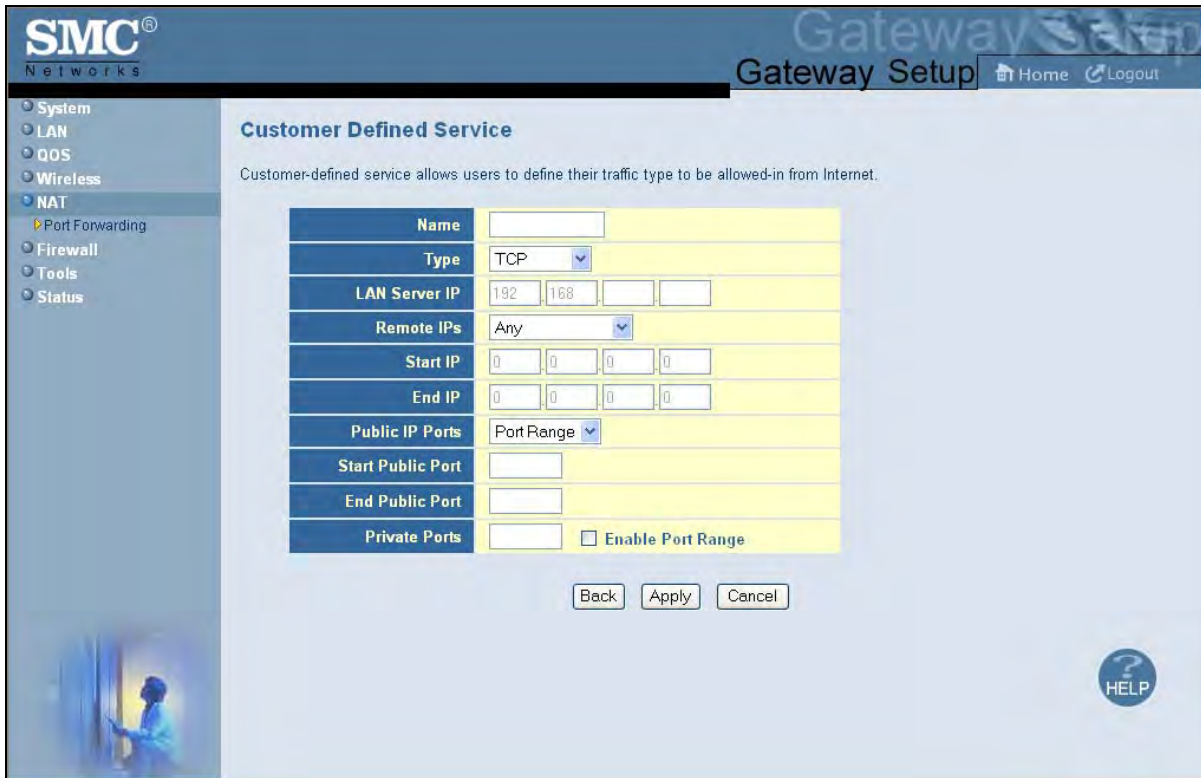 SMC®
Networks
Gateway Setup
Gateway Setup
Home
Logout
System
LAN
QOS
Wireless
NAT
Port Forwarding
Firewall
Tools
Status
Customer Defined Service
Customer-defined service allows users to define their traffic type to be allowed-in from Internet.
Name
Type TCP
LAN Server IP 192 . 168 . .
Remote IPs Any
Start IP 0 . 0 . 0 . 0
End IP 0 . 0 . 0 . 0
Public IP Ports Port Range
Start Public Port
End Public Port
Private Ports Enable Port Range
Back Apply Cancel
?
HELP